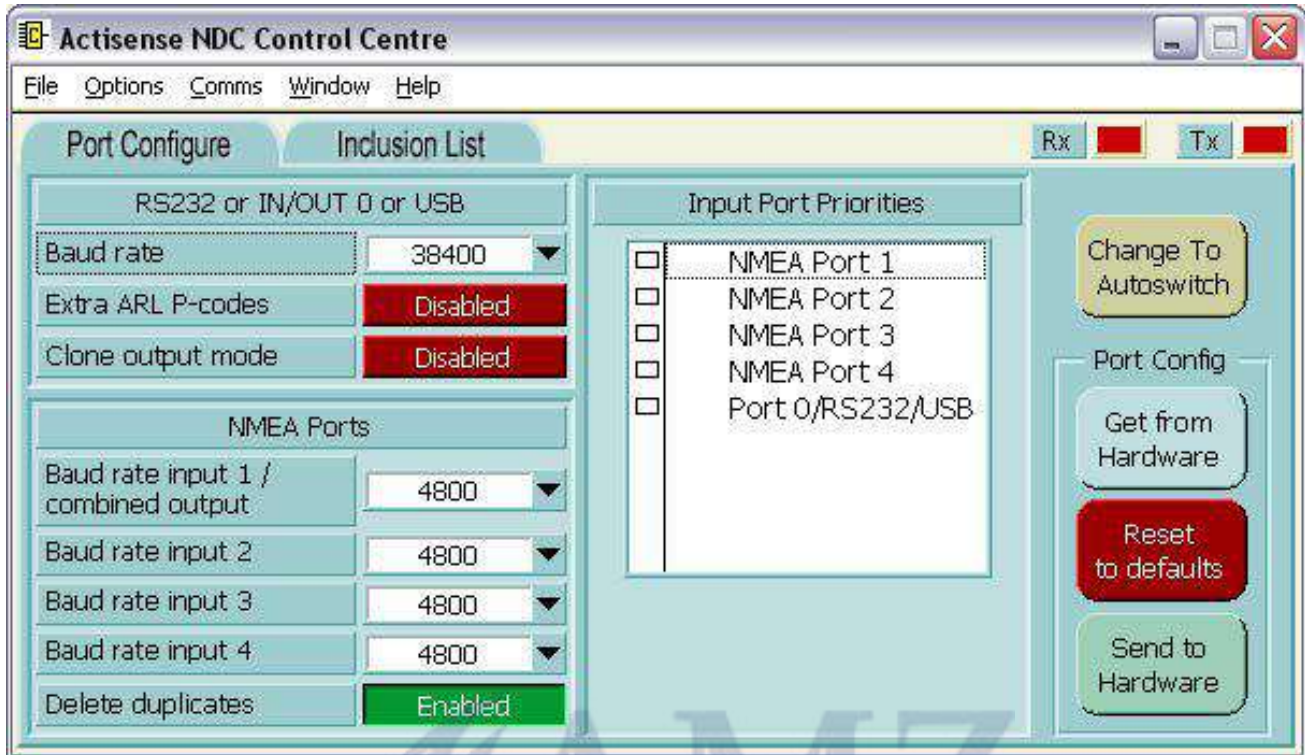 Actisense NDC Control Centre
File Options Comms Window Help
Port Configure
Inclusion List
Rx
Tx
RS232 or IN/OUT 0 or USB
Baud rate
38400
Extra ARL P-codes
Disabled
Clone output mode
Disabled
NMEA Ports
Baud rate input 1 /
combined output
4800
Baud rate input 2
4800
Baud rate input 3
4800
Baud rate input 4
4800
Delete duplicates
Enabled
Input Port Priorities
NMEA Port 1
NMEA Port 2
NMEA Port 3
NMEA Port 4
Port 0/RS232/USB
Change To
Autoswitch
Port Config
Get from
Hardware
Reset
to defaults
Send to
Hardware